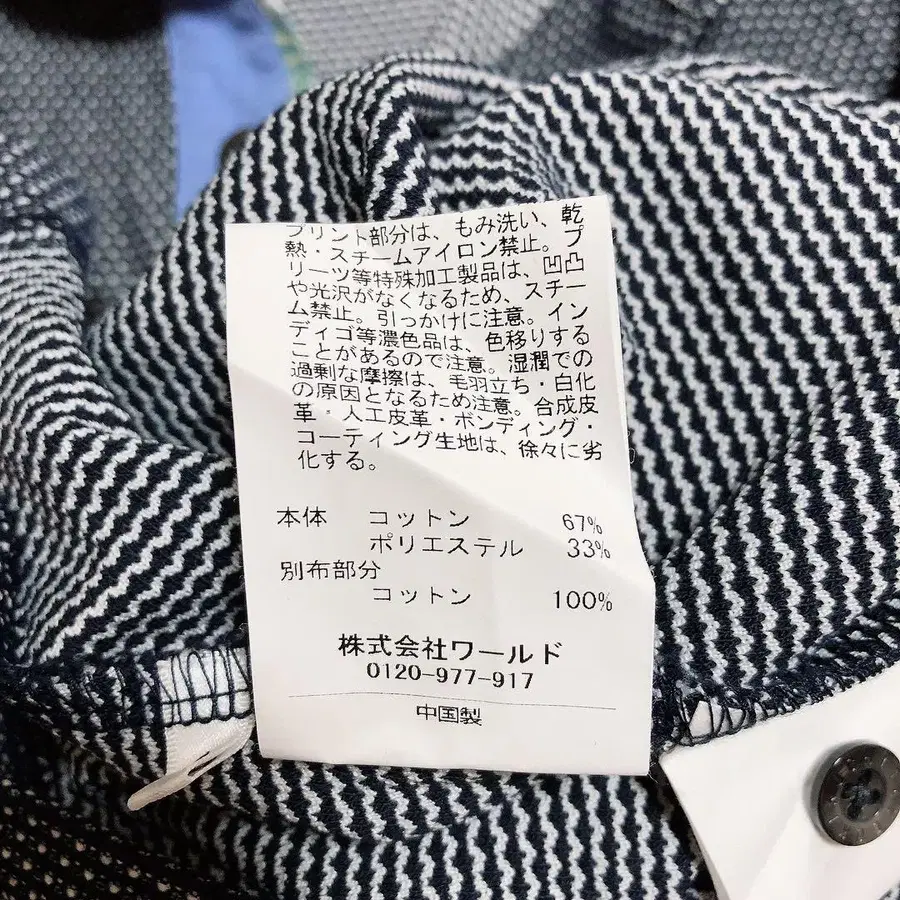 プリント部分は、もみ洗い、乾
熱・スチームアイロン禁止。プ
リーツ等特殊加工製品は、凹凸
や光沢がなくなるため、スチー
ム禁止。引っかけに注意。イン
ディゴ等濃色品は、色移りする
ことがあるので注意。湿潤での
過剰な摩擦は、毛羽立ち・白化
の原因となるため注意。合成皮
革・人工皮革・ボンディング・
コーティング生地は、徐々に劣
化する。
本体 コットン 67%
ポリエステル 33%
別布部分
コットン 100%
株式会社ワールド
0120-977-917
中国製